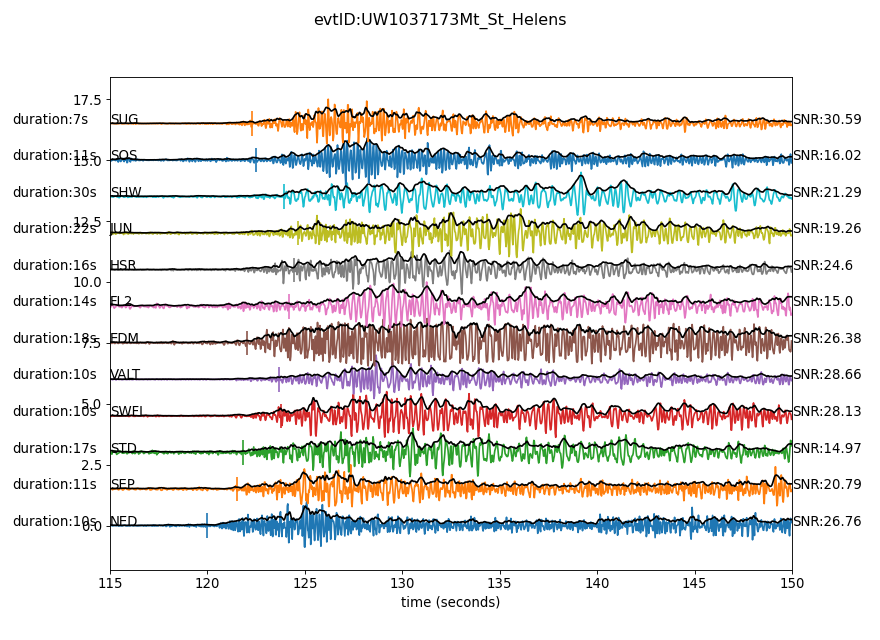 evtID:UW1037173Mt_St_Helens
17.5
duration:7s SUG SNR:30.59
duration:11s SOS SNR:16.02
15.0
duration:30s SHW SNR:21.29
12.5
duration:22s JUN SNR:19.26
duration:16s HSR SNR:24.6
10.0
duration:14s EL2 SNR:15.0
duration:18s EDM SNR:26.38
7.5
duration:10s VALT SNR:28.66
5.0
duration:10s SWFL SNR:28.13
duration:17s STD SNR:14.97
2.5
duration:11s SEP SNR:20.79
duration:10s NED SNR:26.76
0.0
115 120 125 130 135 140 145 150
time (seconds)